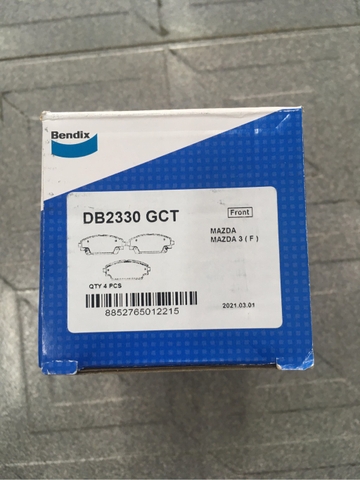 Bendix
DB2330 GCT
Front
MAZDA
MAZDA 3 ( F )
QTY 4 PCS
8852765012215
2021.03.01